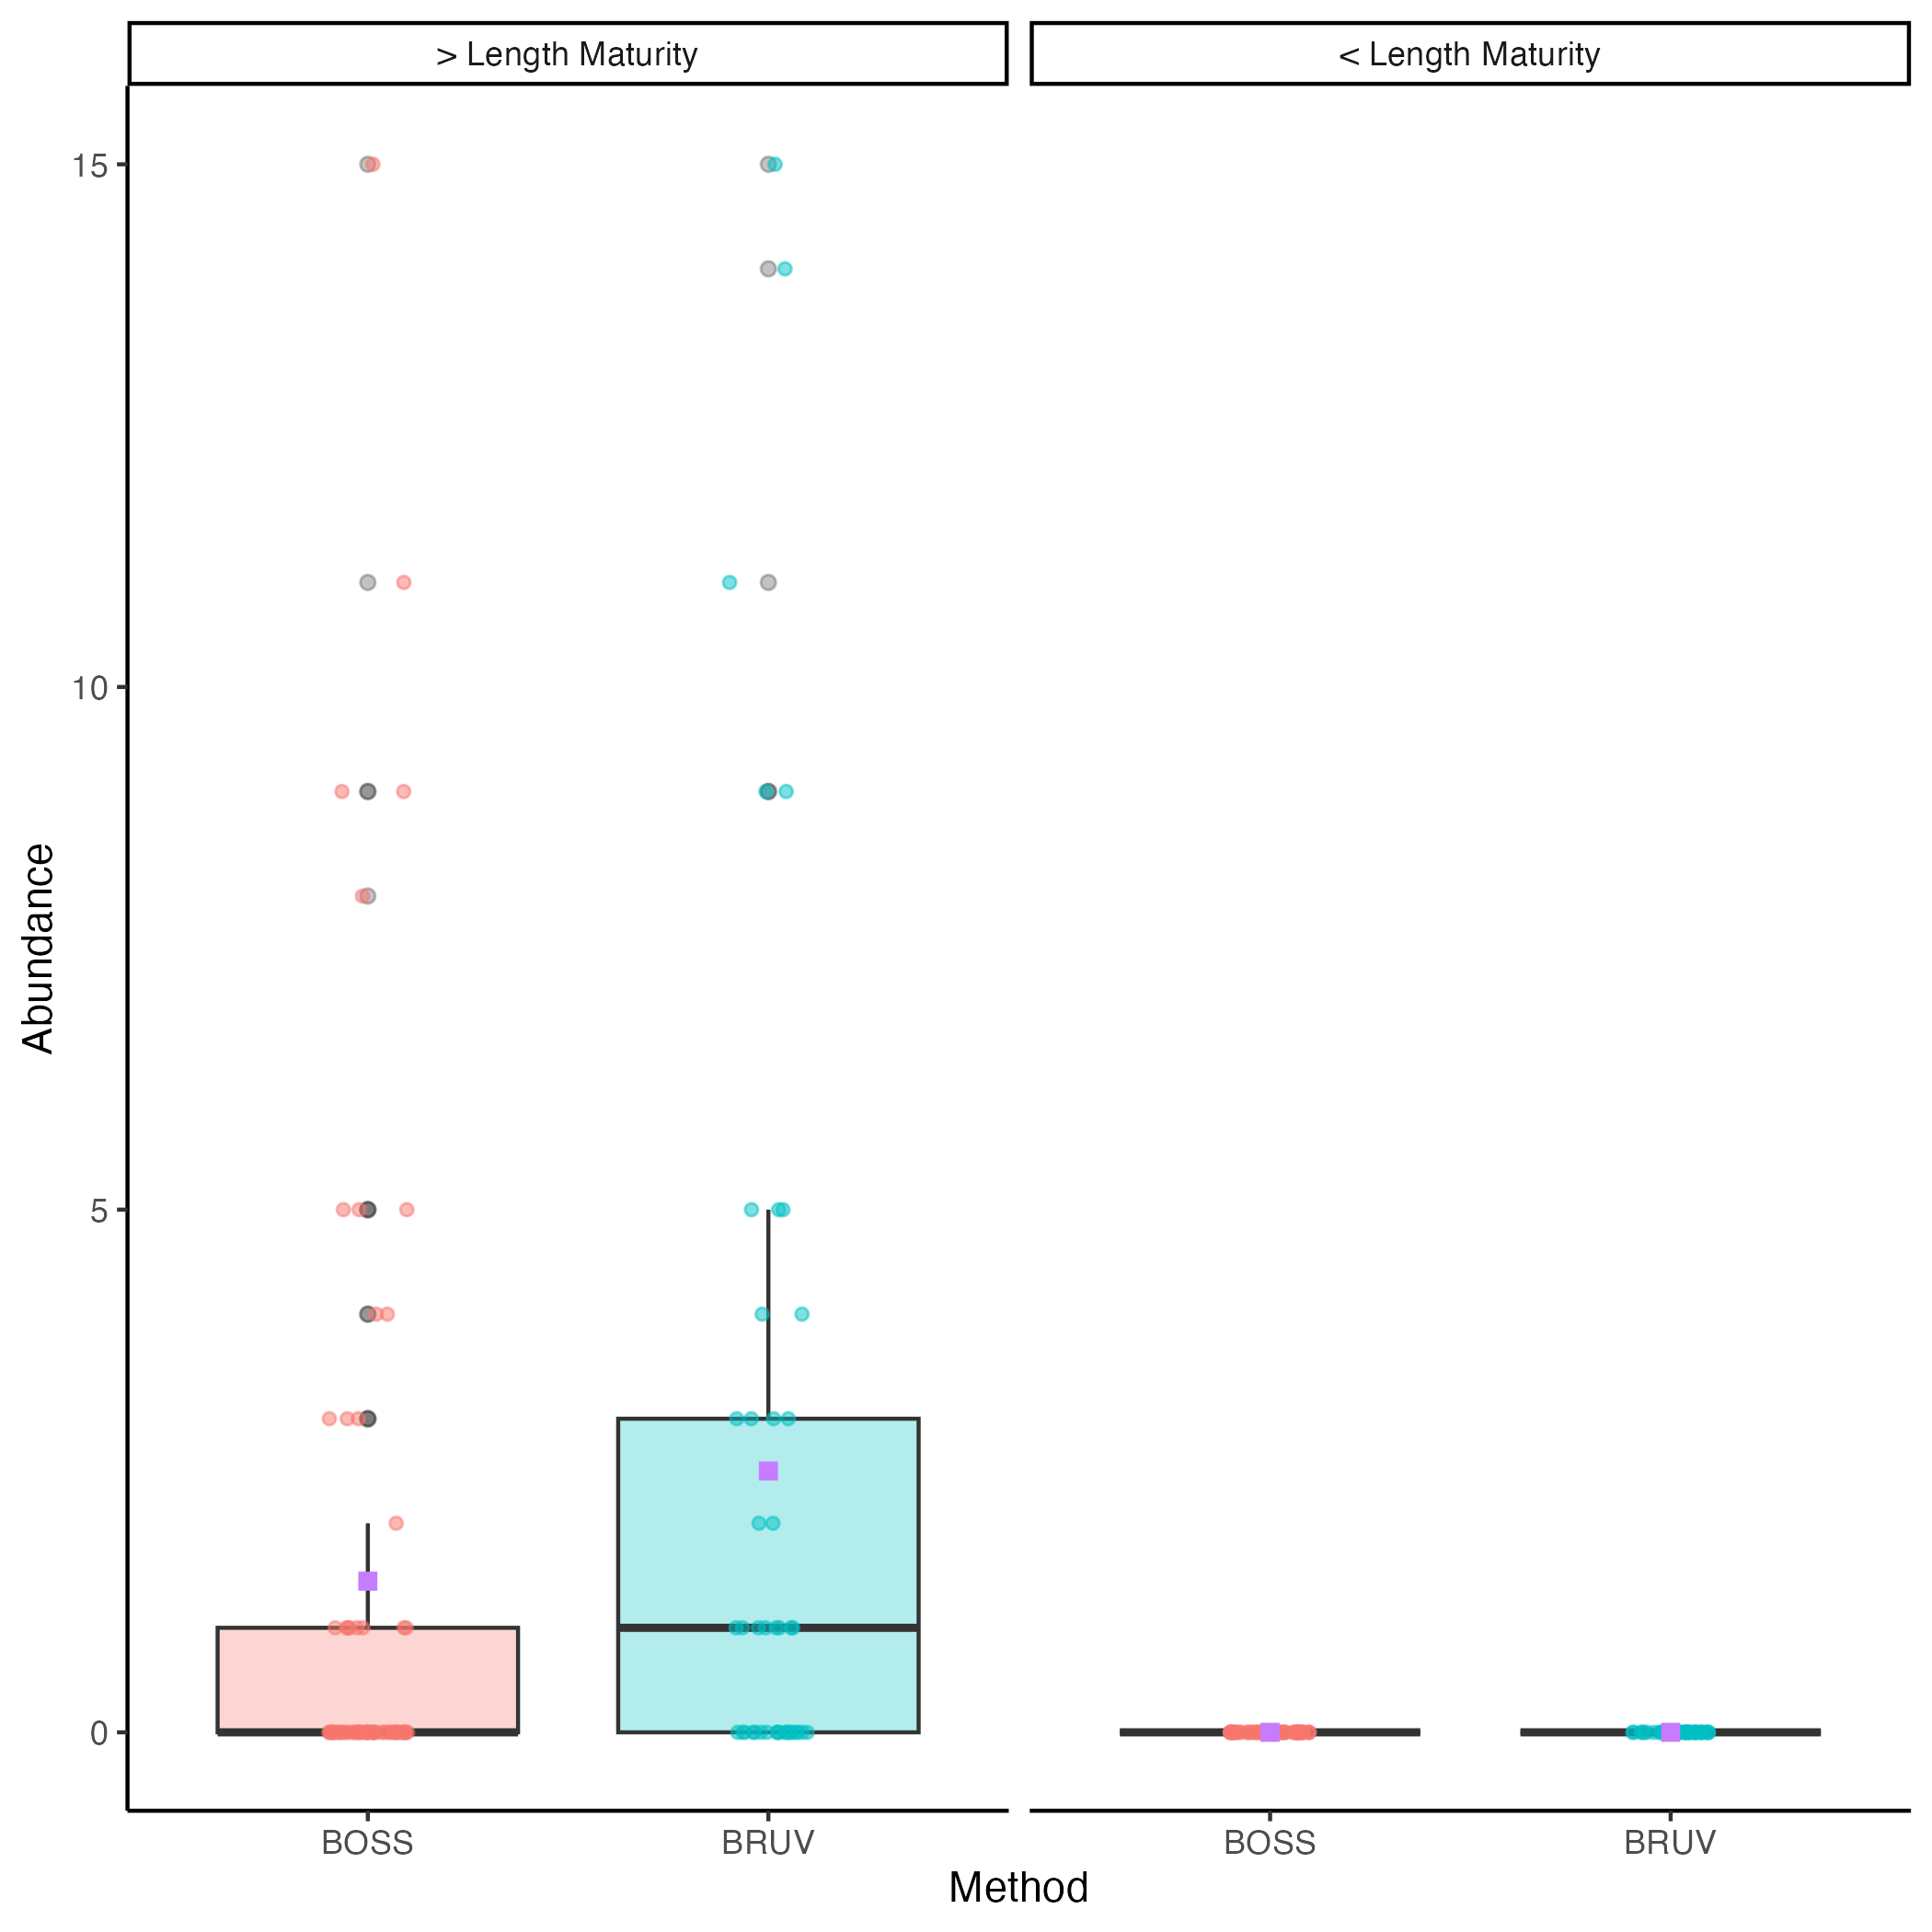 > Length Maturity
< Length Maturity
15
10
5
0
Abundance
BOSS
BRUV
BOSS
BRUV
Method